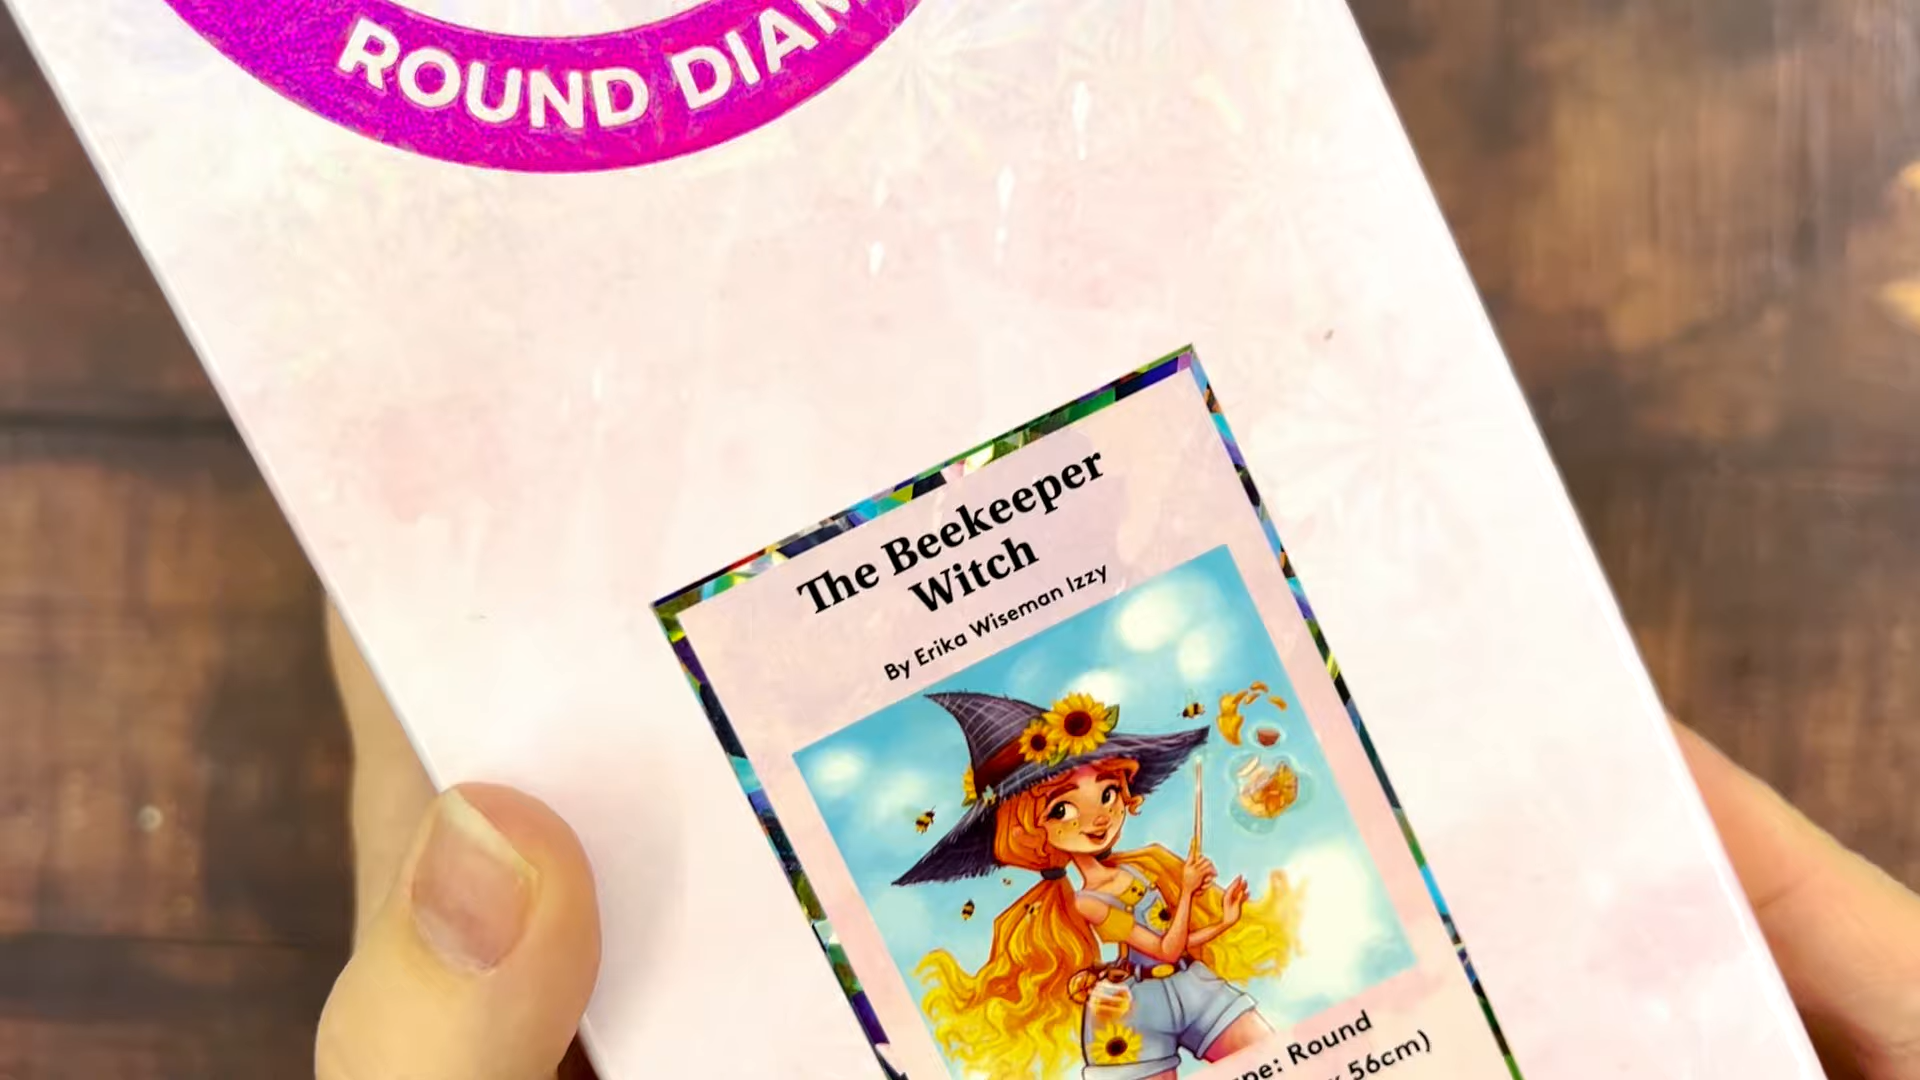 ROUND DIAM
The Beekeeper
Witch
By Erika Wiseman Izzy
pe: Round
x 56cm)